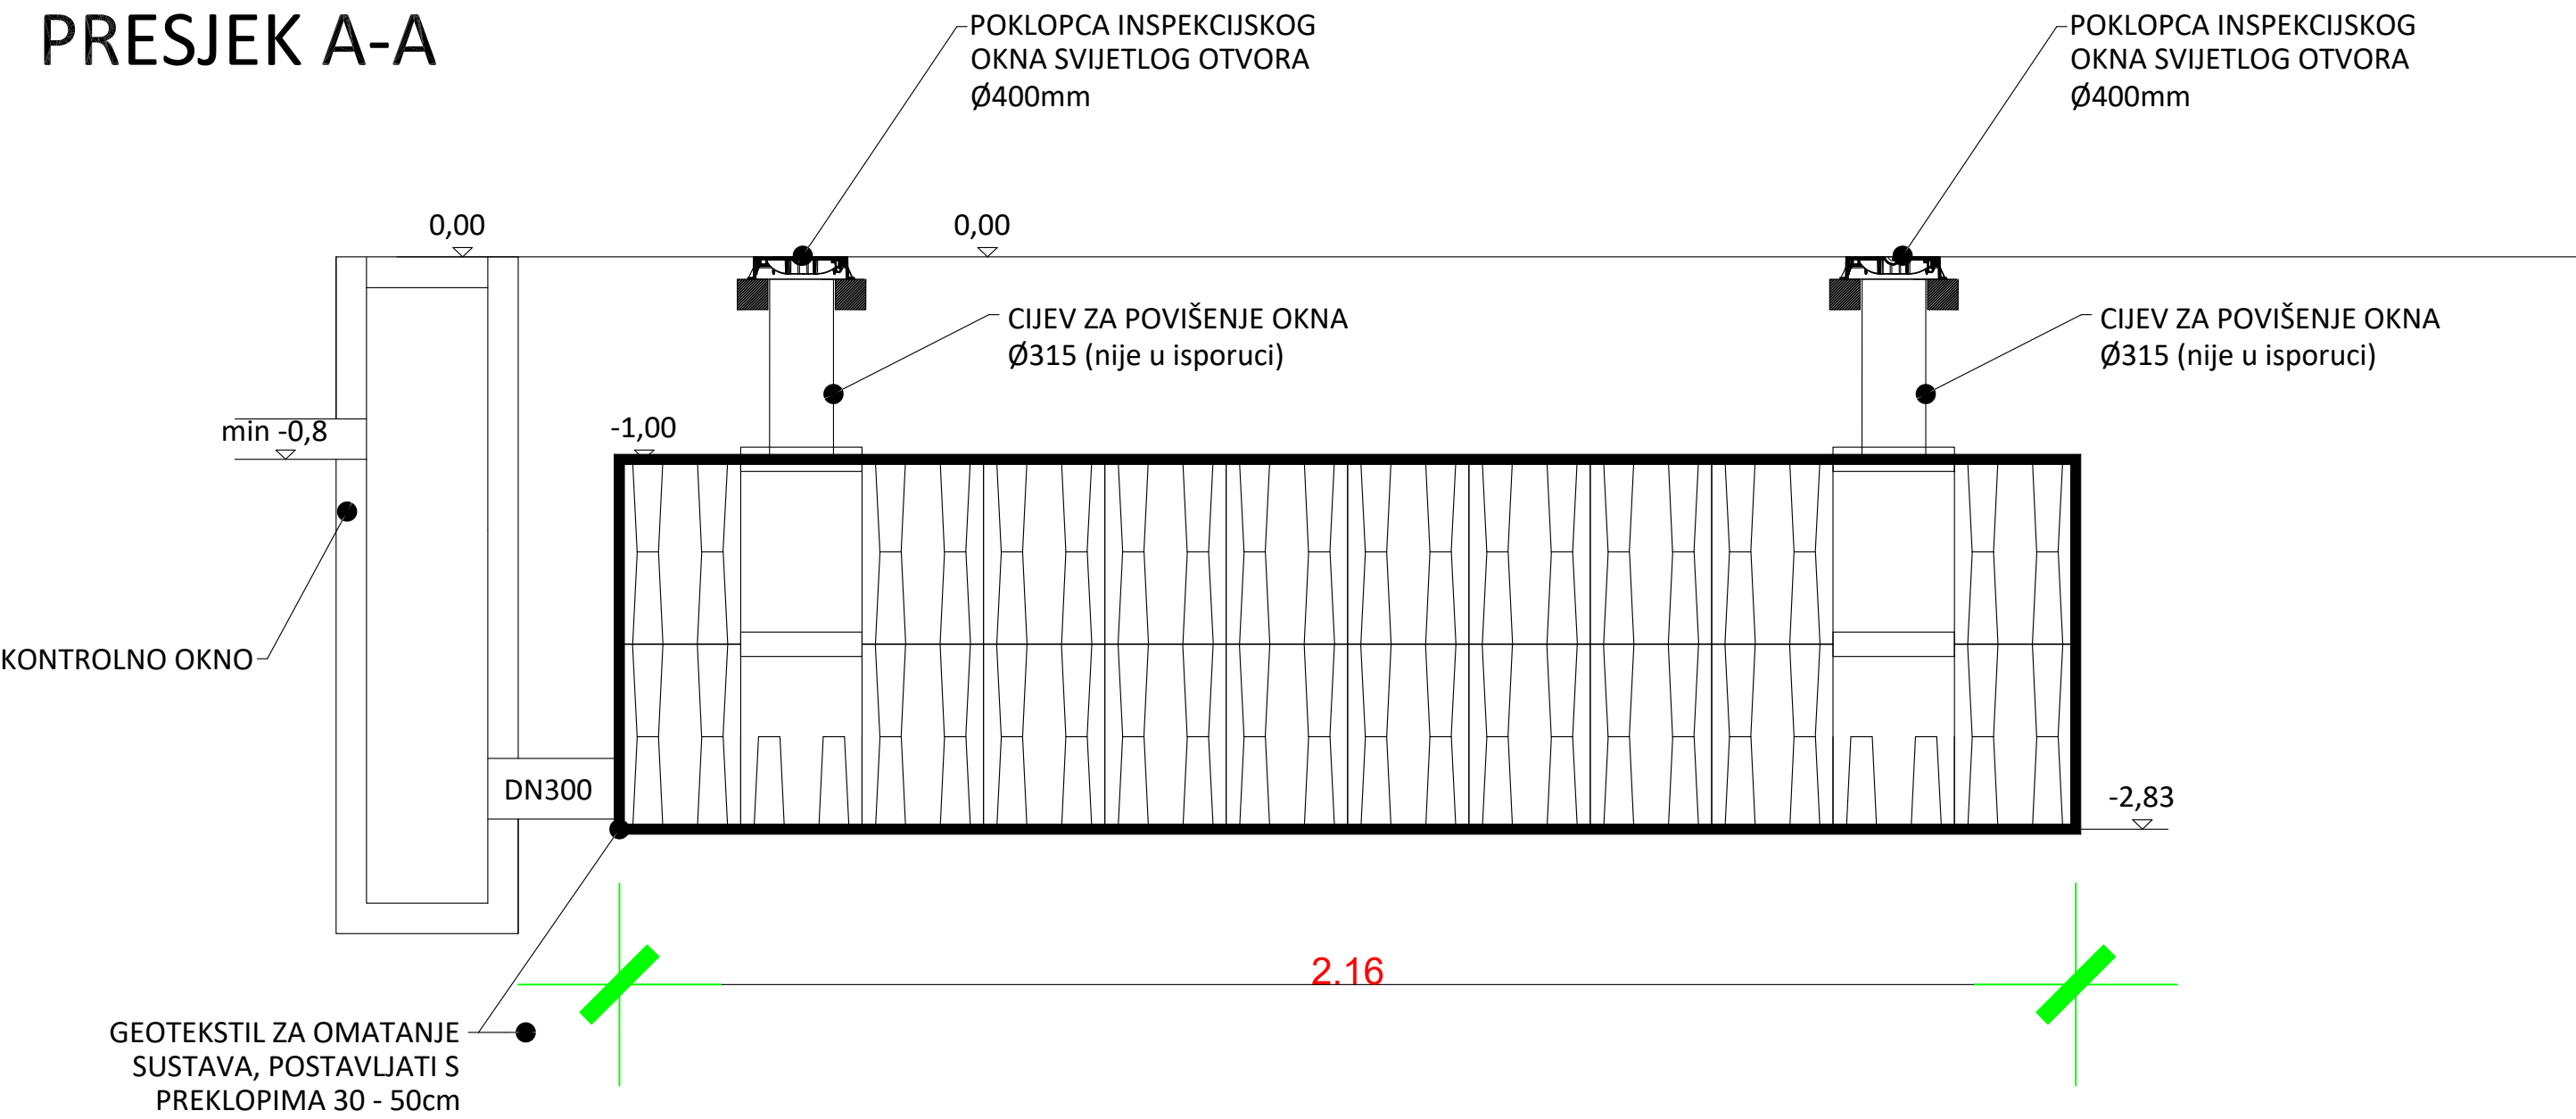 PRESJEK A-A
POKLOPCA INSPEKCIJSKOG
OKNA SVIJETLOG OTVORA
Ø400mm
POKLOPCA INSPEKCIJSKOG
OKNA SVIJETLOG OTVORA
Ø400mm
0,00
0,00
CIJEV ZA POVIŠENJE OKNA
Ø315 (nije u isporuci)
CIJEV ZA POVIŠENJE OKNA
Ø315 (nije u isporuci)
min -0,8
-1,00
KONTROLNO OKNO
DN300
-2,83
2.16
GEOTEKSTIL ZA OMATANJE
SUSTAVA, POSTAVLJATI S
PREKLOPIMA 30 - 50cm